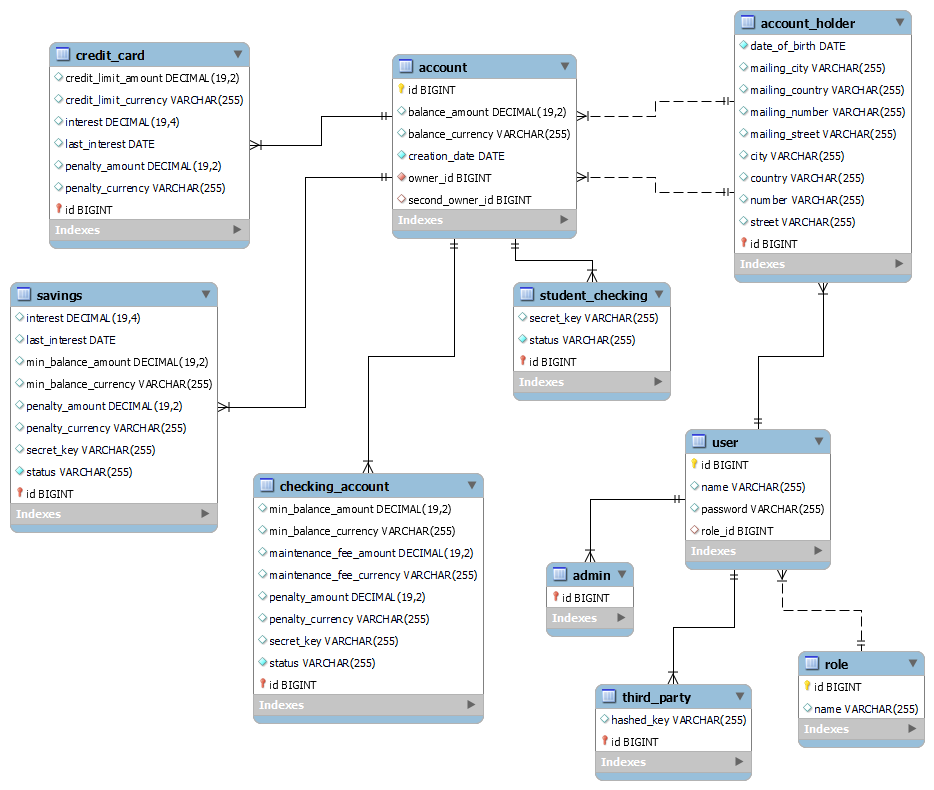 credit_card
credit_limit_amount DECIMAL(19,2)
credit_limit_currency VARCHAR(255)
interest DECIMAL(19,4)
last_interest DATE
penalty_amount DECIMAL(19,2)
penalty_currency VARCHAR(255)
id BIGINT
Indexes
account
id BIGINT
balance_amount DECIMAL(19,2)
balance_currency VARCHAR(255)
creation_date DATE
owner_id BIGINT
second_owner_id BIGINT
Indexes
account_holder
date_of_birth DATE
mailing_city VARCHAR(255)
mailing_country VARCHAR(255)
mailing_number VARCHAR(255)
mailing_street VARCHAR(255)
city VARCHAR(255)
country VARCHAR(255)
number VARCHAR(255)
street VARCHAR(255)
id BIGINT
Indexes
savings
interest DECIMAL(19,4)
last_interest DATE
min_balance_amount DECIMAL(19,2)
min_balance_currency VARCHAR(255)
penalty_amount DECIMAL(19,2)
penalty_currency VARCHAR(255)
secret_key VARCHAR(255)
status VARCHAR(255)
id BIGINT
Indexes
student_checking
secret_key VARCHAR(255)
status VARCHAR(255)
id BIGINT
Indexes
checking_account
min_balance_amount DECIMAL(19,2)
min_balance_currency VARCHAR(255)
maintenance_fee_amount DECIMAL(19,2)
maintenance_fee_currency VARCHAR(255)
penalty_amount DECIMAL(19,2)
penalty_currency VARCHAR(255)
secret_key VARCHAR(255)
status VARCHAR(255)
id BIGINT
Indexes
user
id BIGINT
name VARCHAR(255)
password VARCHAR(255)
role_id BIGINT
Indexes
admin
id BIGINT
Indexes
third_party
hashed_key VARCHAR(255)
id BIGINT
Indexes
role
id BIGINT
name VARCHAR(255)
Indexes